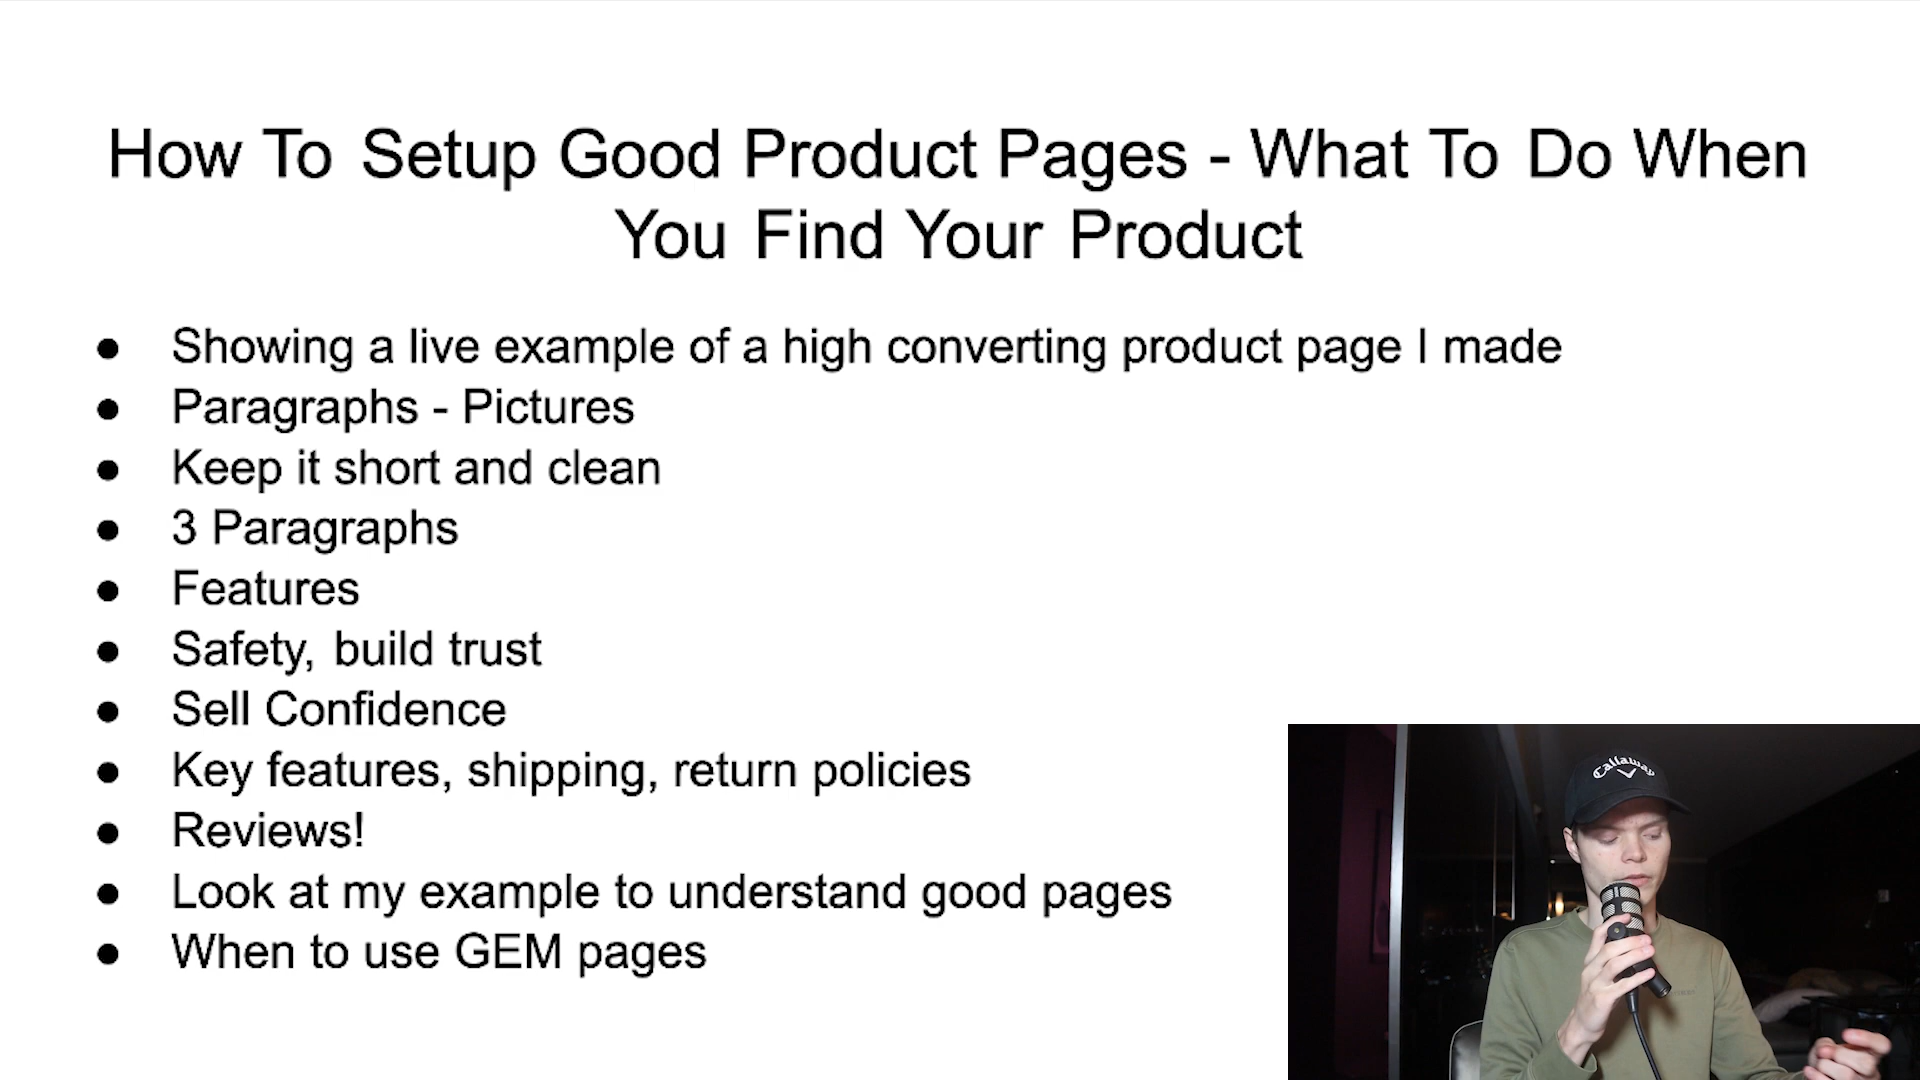 How To Setup Good Product Pages - What To Do When
You Find Your Product
● Showing a live example of a high converting product page I made
● Paragraphs - Pictures
● Keep it short and clean
● 3 Paragraphs
● Features
● Safety, build trust
● Sell Confidence
● Key features, shipping, return policies
● Reviews!
● Look at my example to understand good pages
● When to use GEM pages
Callaway